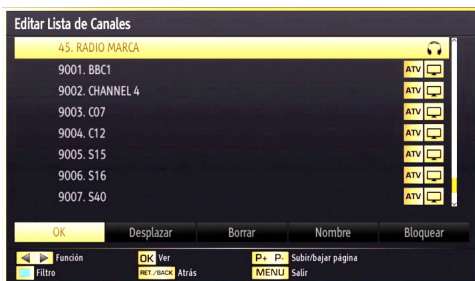 Editar Lista de Canales
45. RADIO MARCA
9001. BBC1 ATV
9002. CHANNEL 4 ATV
9003. C07 ATV
9004. C12 ATV
9005. S15 ATV
9006. S16 ATV
9007. S40 ATV
OK Desplazar Borrar Nombre Bloquear
Función OK Ver P+ P- Subir/bajar página
Filtro RET./BACK Atrás MENU Salir